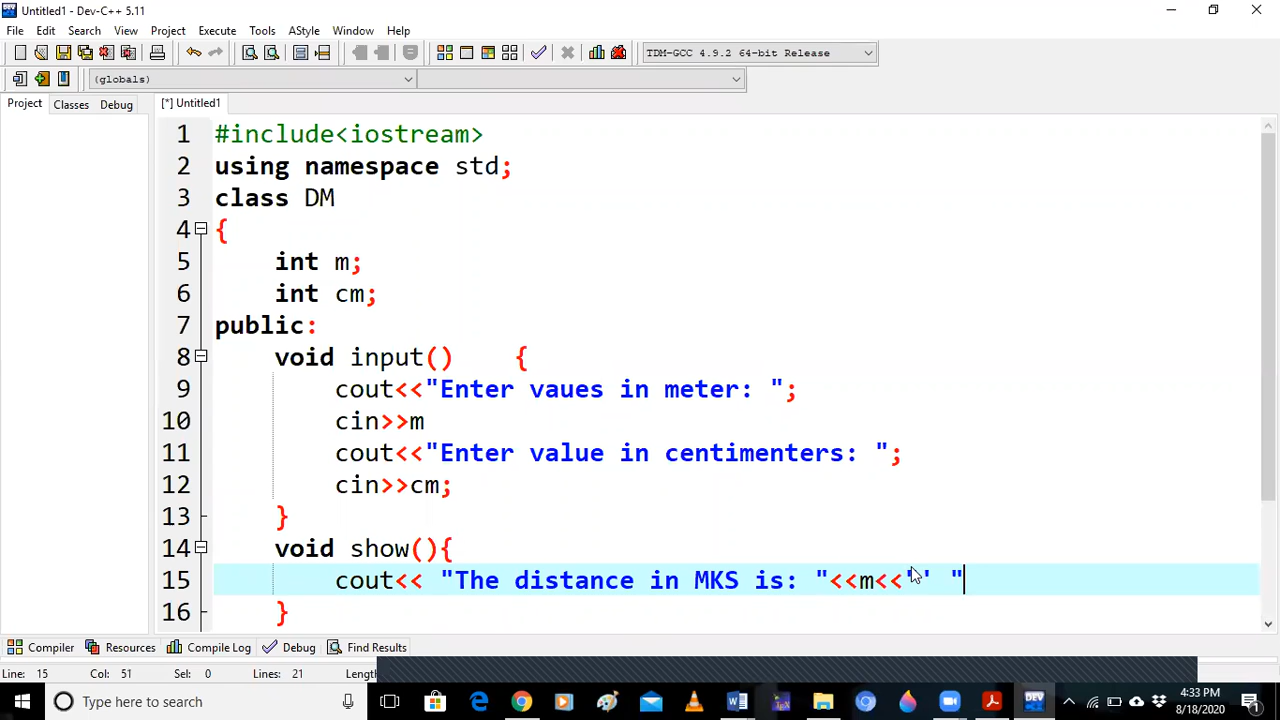 Untitled1 - Dev-C++ 5.11
File Edit Search View Project Execute Tools AStyle Window Help
TDM-GCC 4.9.2 64-bit Release
(globals)
Project Classes Debug [*] Untitled1
1 #include<iostream>
2 using namespace std;
3 class DM
4 {
5 int m;
6 int cm;
7 public:
8 void input() {
9 cout<<"Enter vaues in meter: ";
10 cin>>m
11 cout<<"Enter value in centimenters: ";
12 cin>>cm;
13 }
14 void show(){
15 cout<< "The distance in MKS is: "<<m<<"' "
16 }
Compiler Resources Compile Log Debug Find Results
Line: 15 Col: 51 Sel: 0 Lines: 21
Type here to search
DEV
4:33 PM
8/18/2020
1